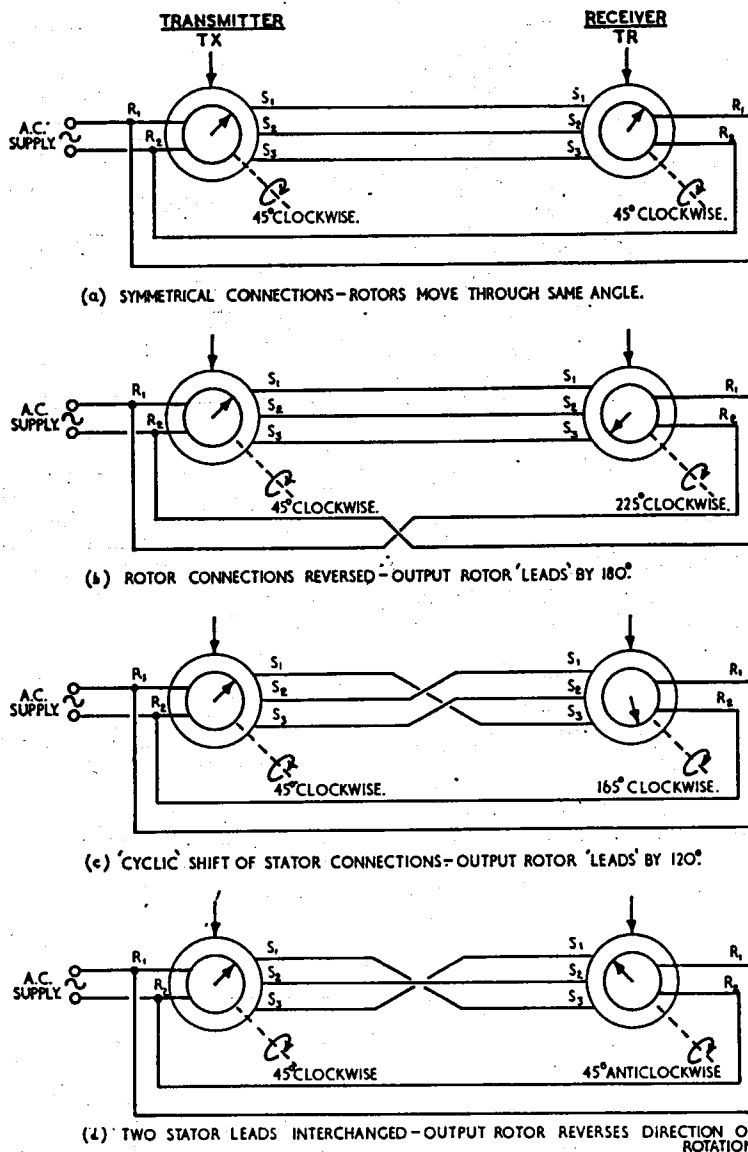 TRANSMITTER RECEIVER
TX TR
R₁ S₁ S₁ R₁
A.C. SUPPLY. R₂ S₂ S₂ R₂
S₃ S₃
45° CLOCKWISE. 45° CLOCKWISE.
(a) SYMMETRICAL CONNECTIONS–ROTORS MOVE THROUGH SAME ANGLE.
R₁ S₁ S₁ R₁
A.C. SUPPLY. R₂ S₂ S₂ R₂
S₃ S₃
45° CLOCKWISE. 225° CLOCKWISE.
(b) ROTOR CONNECTIONS REVERSED–OUTPUT ROTOR 'LEADS' BY 180°.
R₁ S₁ S₁ R₁
A.C. SUPPLY. R₂ S₂ S₂ R₂
S₃ S₃
45° CLOCKWISE. 165° CLOCKWISE.
(c) 'CYCLIC' SHIFT OF STATOR CONNECTIONS–OUTPUT ROTOR 'LEADS' BY 120°.
R₁ S₁ S₁ R₁
A.C. SUPPLY. R₂ S₂ S₂ R₂
S₃ S₃
45° CLOCKWISE 45° ANTICLOCKWISE
(d) TWO STATOR LEADS INTERCHANGED–OUTPUT ROTOR REVERSES DIRECTION O
ROTATION